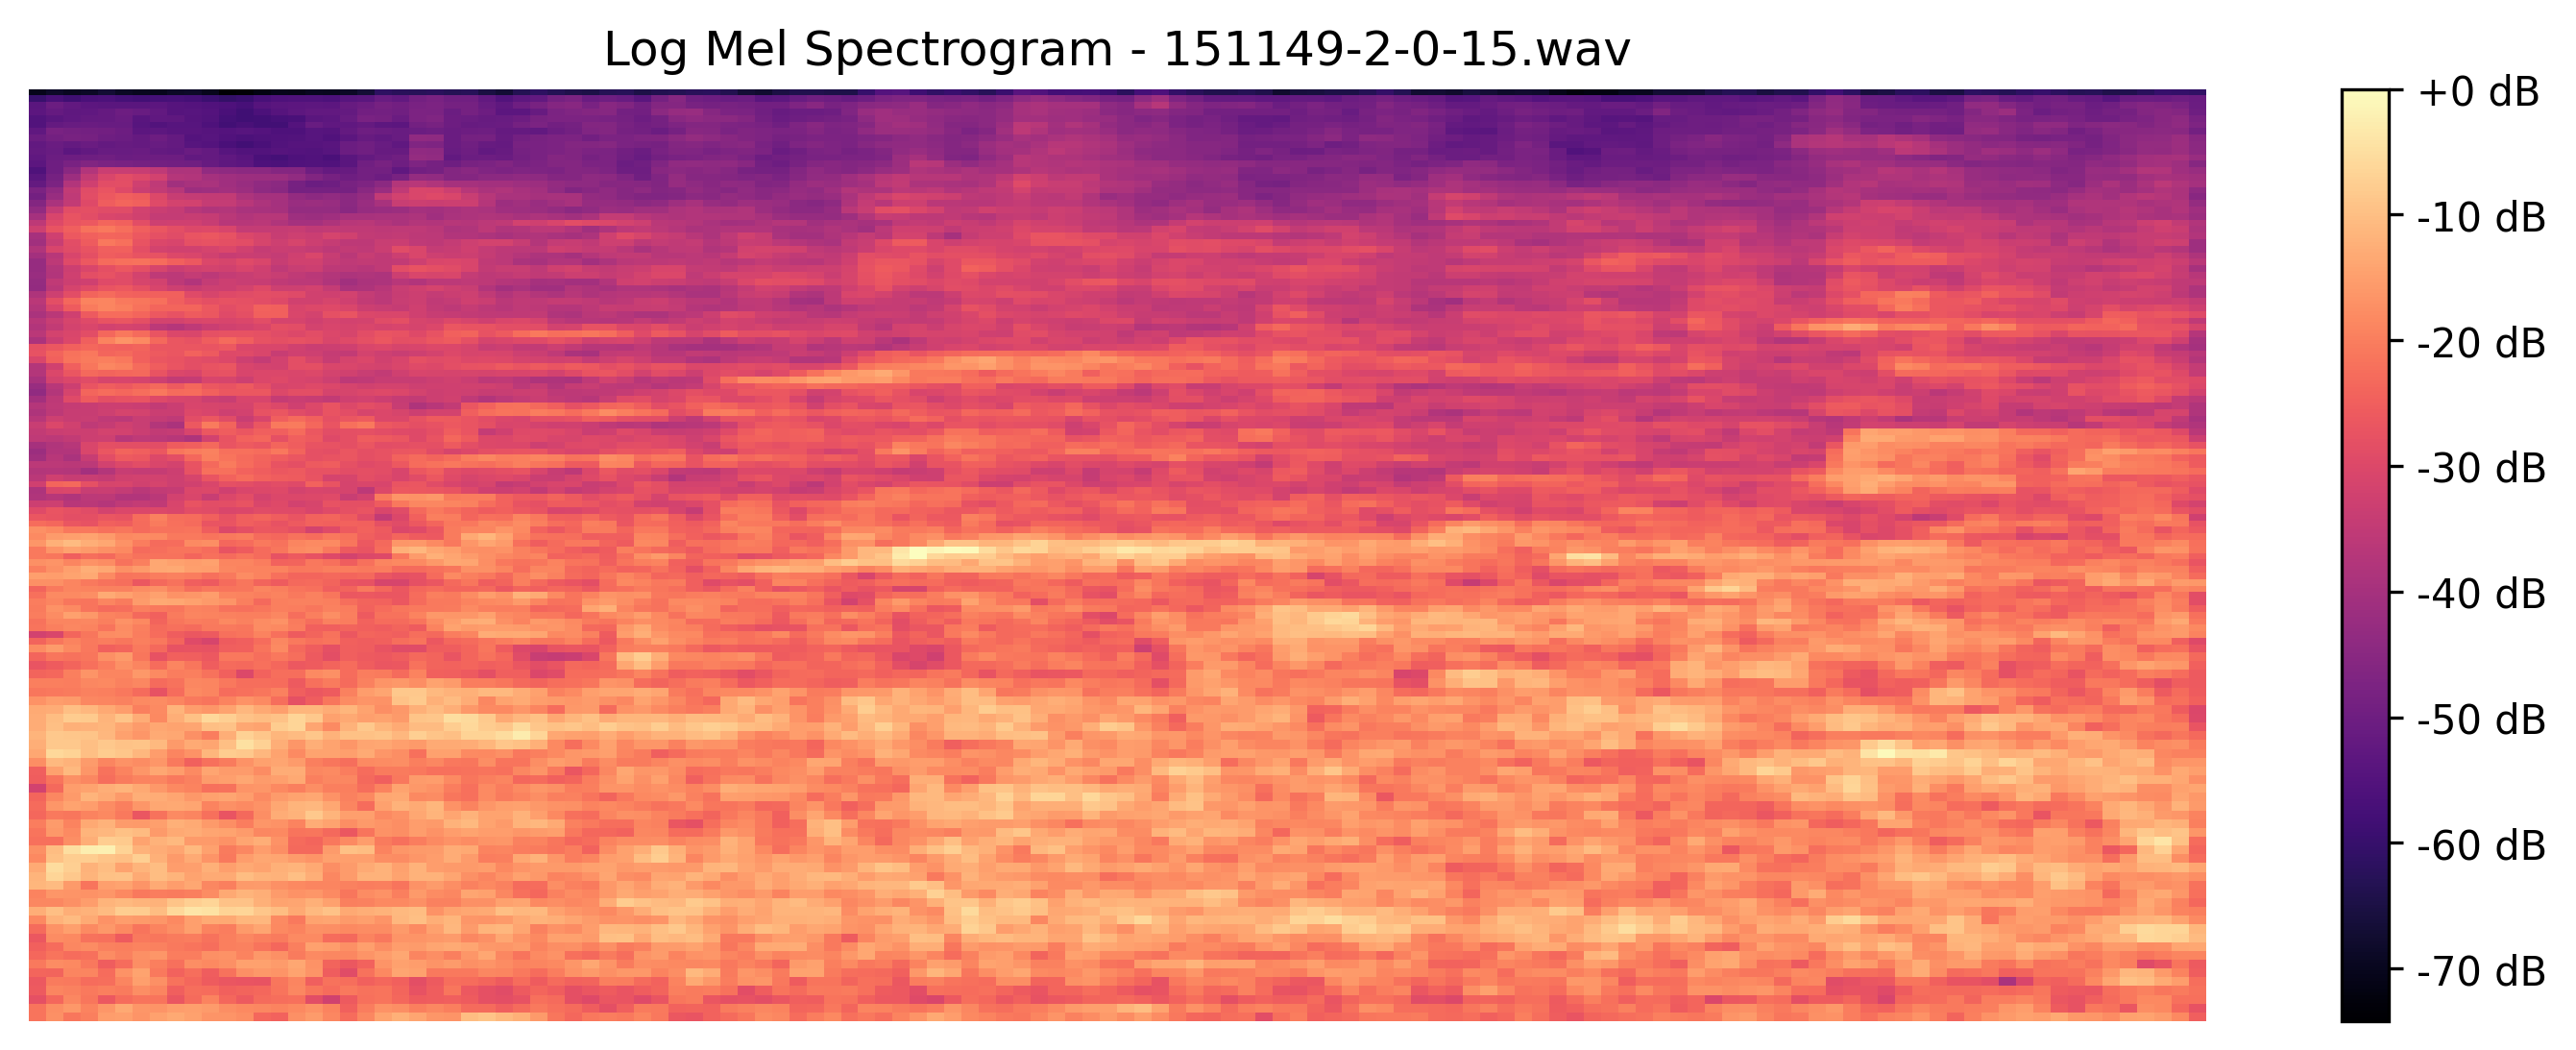 Log Mel Spectrogram - 151149-2-0-15.wav
+0 dB
-10 dB
-20 dB
-30 dB
-40 dB
-50 dB
-60 dB
-70 dB